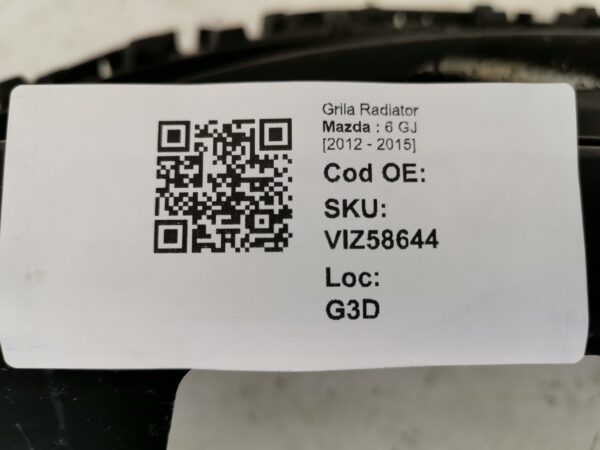 Grila Radiator
Mazda : 6 GJ
[2012 - 2015]
Cod OE:
SKU:
VIZ58644
Loc:
G3D